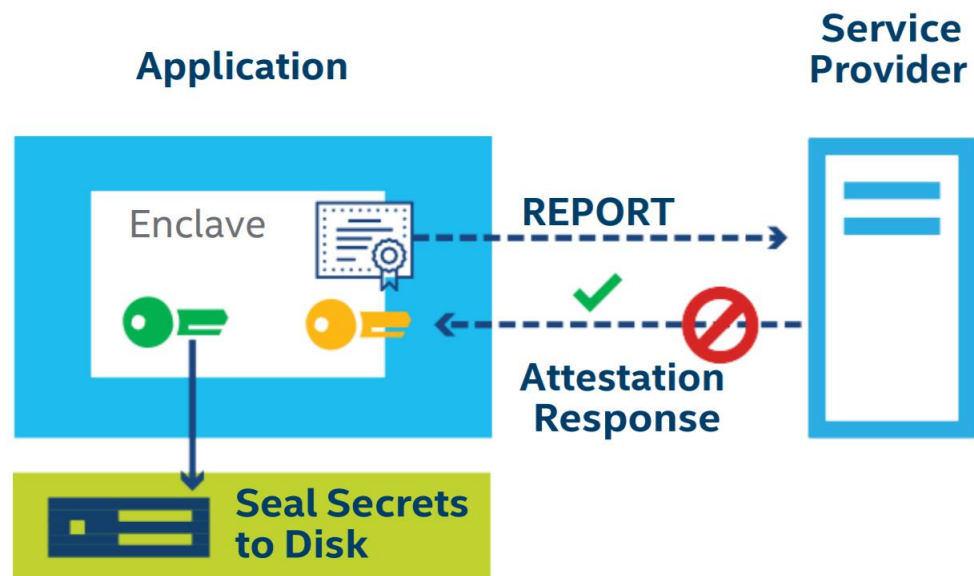 Application
Service
Provider
Enclave
REPORT
Attestation
Response
Seal Secrets
to Disk